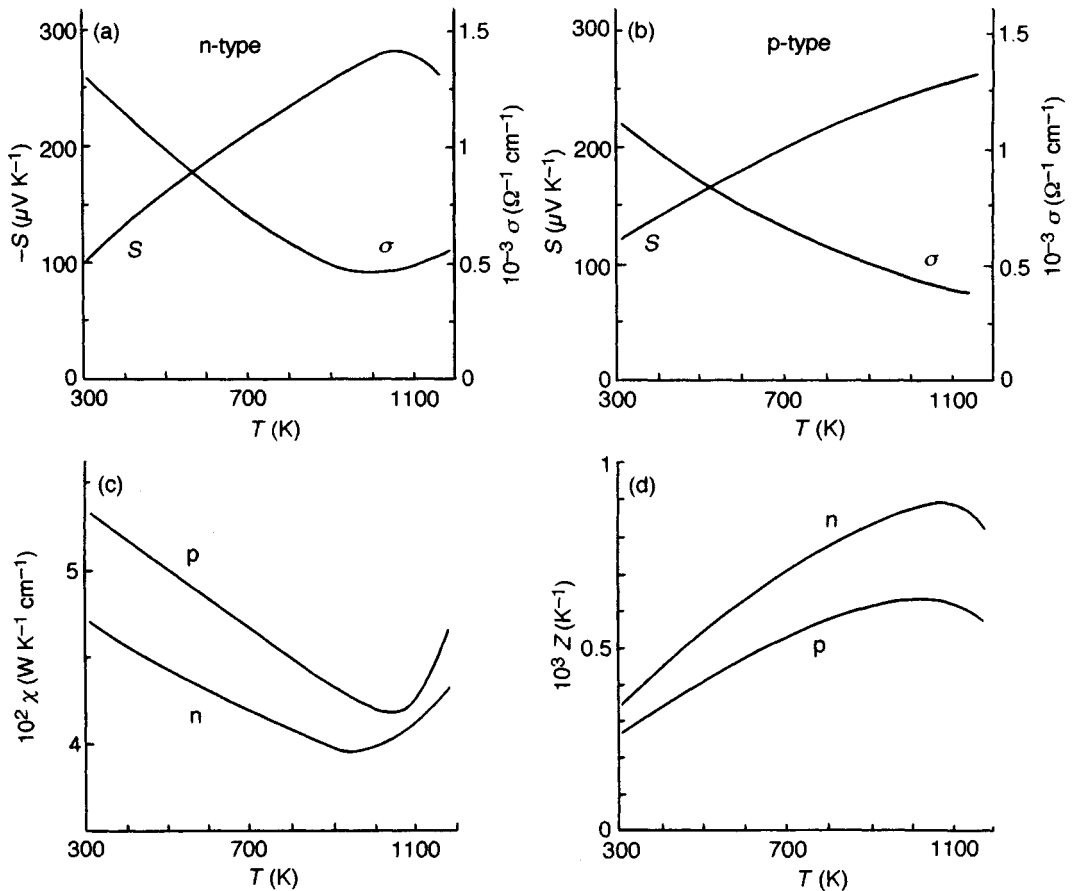 (a)
n-type
300
200
100
0
–S (μV K⁻¹)
1.5
1
0.5
0
10⁻³ σ (Ω⁻¹ cm⁻¹)
S
σ
300
700
1100
T (K)
(b)
p-type
300
200
100
0
S (μV K⁻¹)
1.5
1
0.5
0
10⁻³ σ (Ω⁻¹ cm⁻¹)
S
σ
300
700
1100
T (K)
(c)
5
4
10² χ (W K⁻¹ cm⁻¹)
p
n
300
700
1100
T (K)
(d)
1
0.5
0
10³ Z (K⁻¹)
n
p
300
700
1100
T (K)